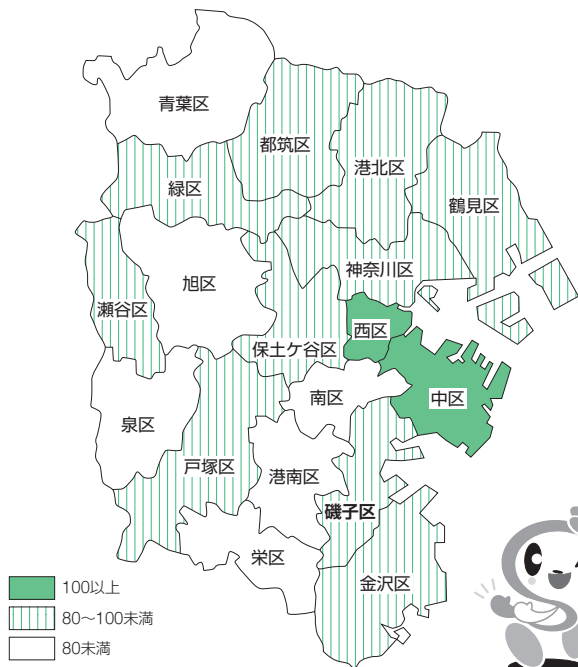 青葉区
都筑区
港北区
緑区
鶴見区
神奈川区
旭区
瀬谷区
西区
保土ケ谷区
南区
中区
泉区
戸塚区
港南区
磯子区
栄区
金沢区
100以上
80～100未満
80未満